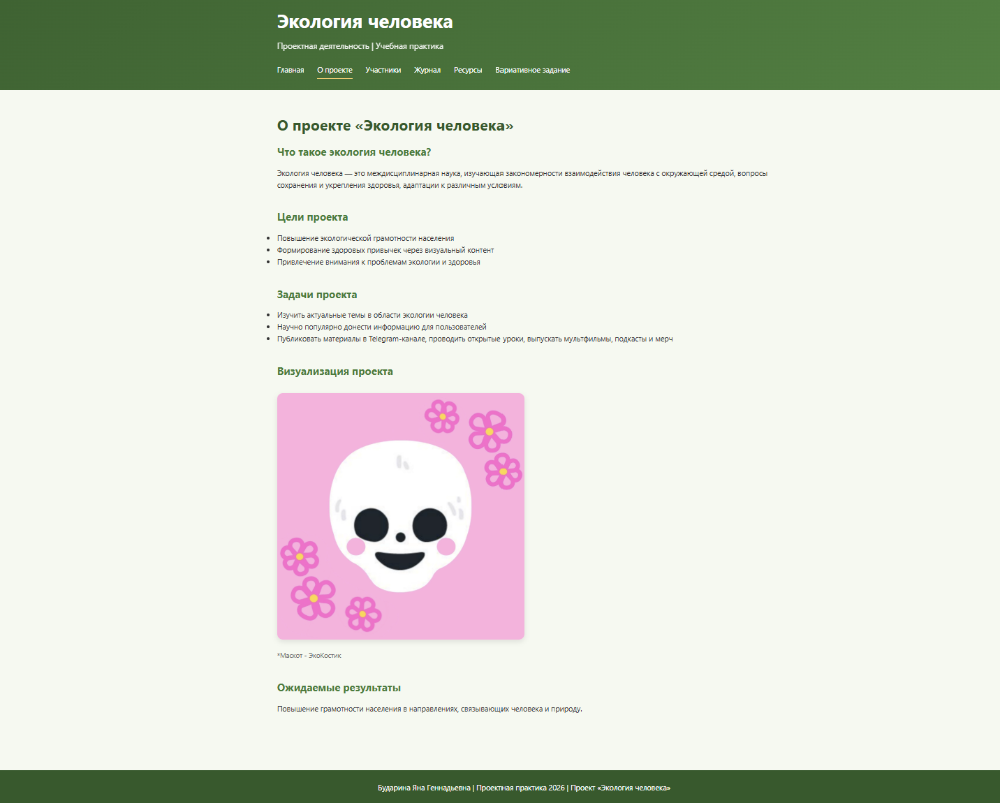 Экология человека
Проектная деятельность | Учебная практика
Главная О проекте Участники Журнал Ресурсы Вариативное задание
О проекте «Экология человека»
Что такое экология человека?
Экология человека — это междисциплинарная наука, изучающая закономерности взаимодействия человека с окружающей средой, вопросы
сохранения и укрепления здоровья, адаптации к различным условиям.
Цели проекта
• Повышение экологической грамотности населения
• Формирование здоровых привычек через визуальный контент
• Привлечение внимания к проблемам экологии и здоровья
Задачи проекта
• Изучить актуальные темы в области экологии человека
• Научно популярно донести информацию для пользователей
• Публиковать материалы в Telegram-канале, проводить открытые уроки, выпускать мультфильмы, подкасты и мерч
Визуализация проекта
*Маскот - ЭкоКостик
Ожидаемые результаты
Повышение грамотности населения в направлениях, связывающих человека и природу.
Бударина Яна Геннадьевна | Проектная практика 2026 | Проект «Экология человека»